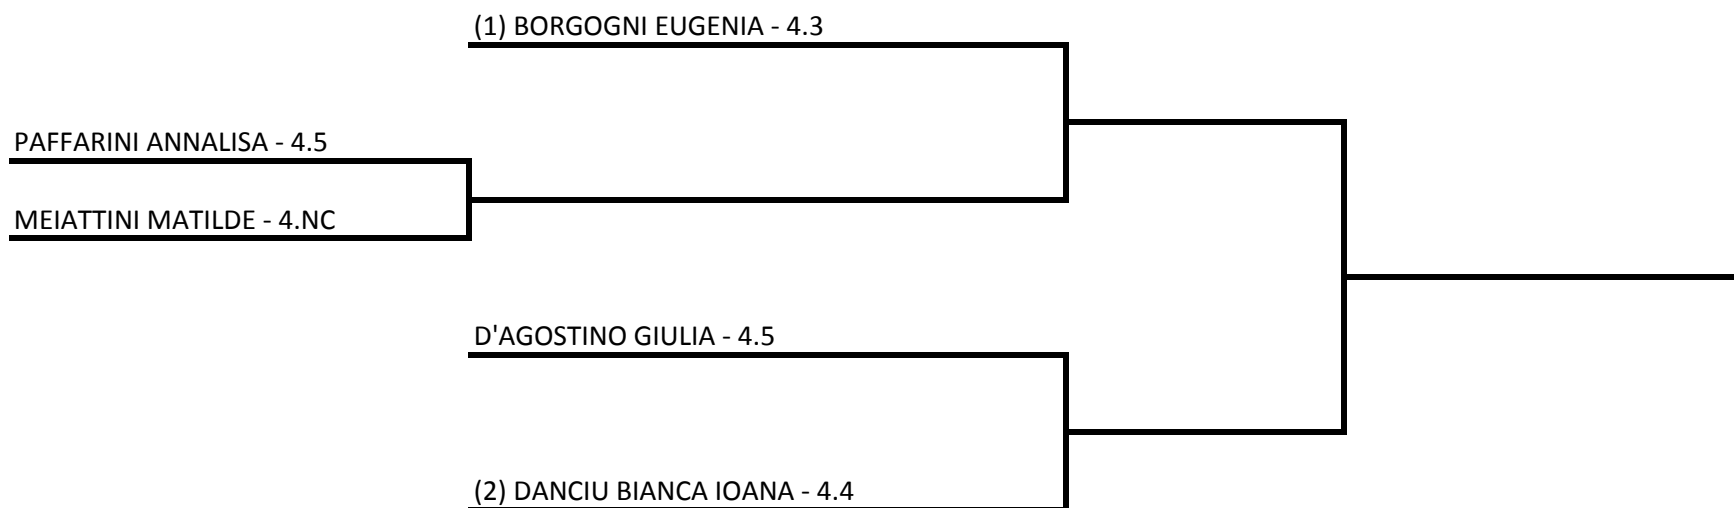 (1) BORGOGNI EUGENIA - 4.3
PAFFARINI ANNALISA - 4.5
MEIATTINI MATILDE - 4.NC
D'AGOSTINO GIULIA - 4.5
(2) DANCIU BIANCA IOANA - 4.4